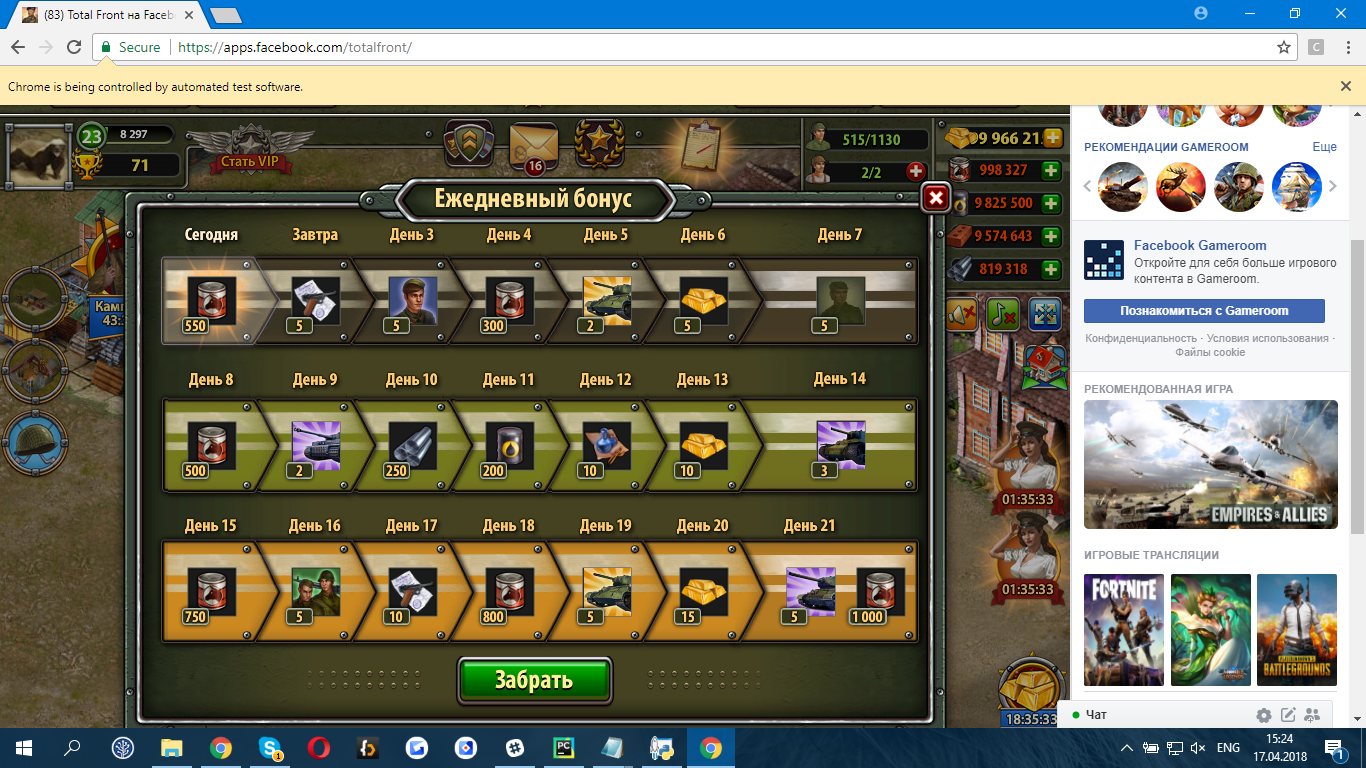 (83) Total Front на Faceb
Secure
https://apps.facebook.com/totalfront/
Chrome is being controlled by automated test software.
23
8 297
71
Стать VIP
16
515/1130
2/2
99 966 21
998 327
9 825 500
9 574 643
819 318
Ежедневный бонус
Сегодня
Завтра
День 3
День 4
День 5
День 6
День 7
550
5
5
300
2
5
5
День 8
День 9
День 10
День 11
День 12
День 13
День 14
500
2
250
200
10
10
3
День 15
День 16
День 17
День 18
День 19
День 20
День 21
750
5
10
800
5
15
5
1 000
Забрать
01:35:33
01:35:33
18:35:33
РЕКОМЕНДАЦИИ GAMEROOM
Еще
Facebook Gameroom
Откройте для себя больше игрового
контента в Gameroom.
Познакомиться с Gameroom
Конфиденциальность · Условия использования ·
Файлы cookie
РЕКОМЕНДОВАННАЯ ИГРА
EMPIRES & ALLIES
ИГРОВЫЕ ТРАНСЛЯЦИИ
FORTNITE
BATTLEGROUNDS
Чат
1
PC
ENG
15:24
17.04.2018
1